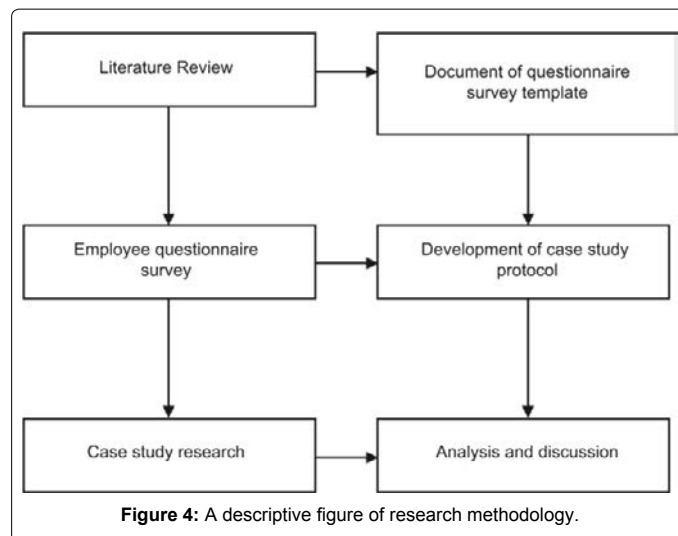 Literature Review
Document of questionnaire
survey template
Employee questionnaire
survey
Development of case study
protocol
Case study research
Analysis and discussion
Figure 4: A descriptive figure of research methodology.